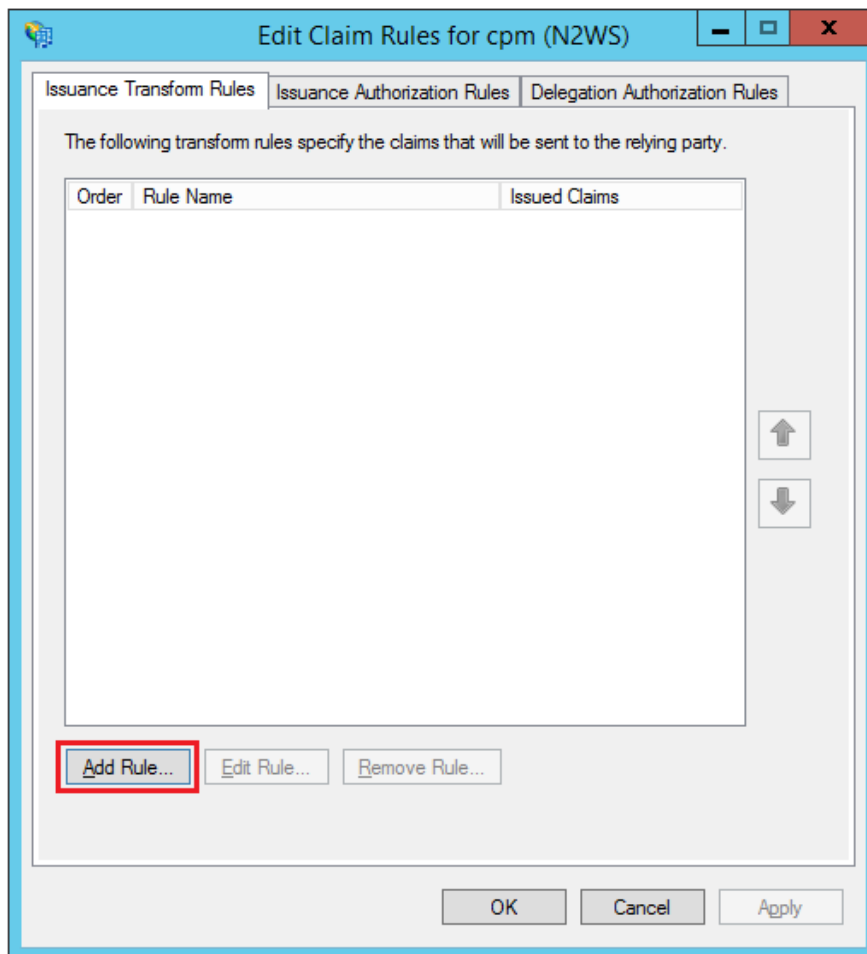 Edit Claim Rules for cpm (N2WS)
Issuance Transform Rules Issuance Authorization Rules Delegation Authorization Rules
The following transform rules specify the claims that will be sent to the relying party.
Order Rule Name Issued Claims
Add Rule... Edit Rule... Remove Rule...
OK Cancel Apply